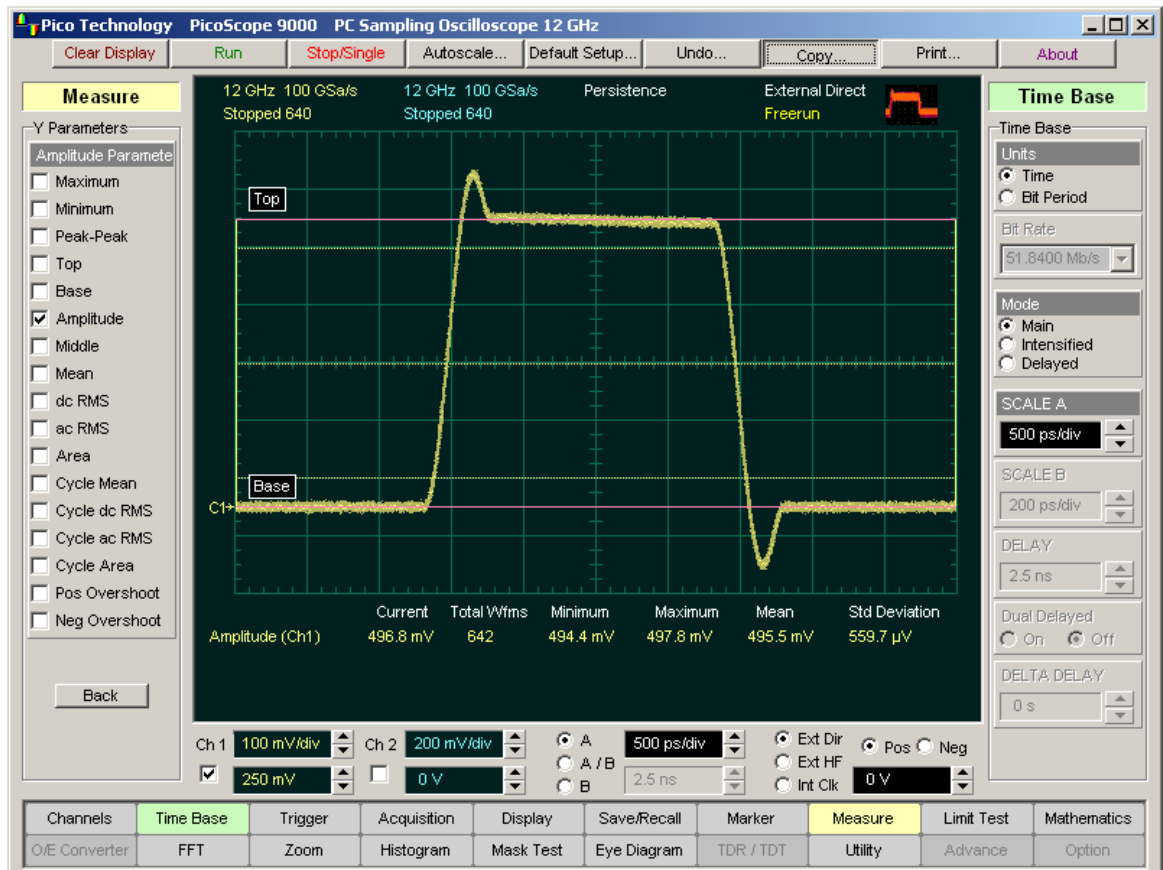 Pico Technology PicoScope 9000 PC Sampling Oscilloscope 12 GHz
Clear Display Run Stop/Single Autoscale... Default Setup... Undo... Copy... Print... About
Measure
Y Parameters
Amplitude Paramete
Maximum
Minimum
Peak-Peak
Top
Base
Amplitude
Middle
Mean
dc RMS
ac RMS
Area
Cycle Mean
Cycle dc RMS
Cycle ac RMS
Cycle Area
Pos Overshoot
Neg Overshoot
Back
12 GHz 100 GSa/s 12 GHz 100 GSa/s Persistence External Direct
Stopped 640 Stopped 640 Freerun
Top
Base
C1
Current Total Wfms Minimum Maximum Mean Std Deviation
Amplitude (Ch1) 496.8 mV 642 494.4 mV 497.8 mV 495.5 mV 559.7 µV
Time Base
Time Base
Units
Time
Bit Period
Bit Rate
51.8400 Mb/s
Mode
Main
Intensified
Delayed
SCALE A
500 ps/div
SCALE B
200 ps/div
DELAY
2.5 ns
Dual Delayed
On Off
DELTA DELAY
0 s
Ch 1 100 mV/div Ch 2 200 mV/div A 500 ps/div Ext Dir Pos Neg
A / B Ext HF
250 mV 0 V B 2.5 ns Int Clk 0 V
Channels Time Base Trigger Acquisition Display Save/Recall Marker Measure Limit Test Mathematics
O/E Converter FFT Zoom Histogram Mask Test Eye Diagram TDR / TDT Utility Advance Option